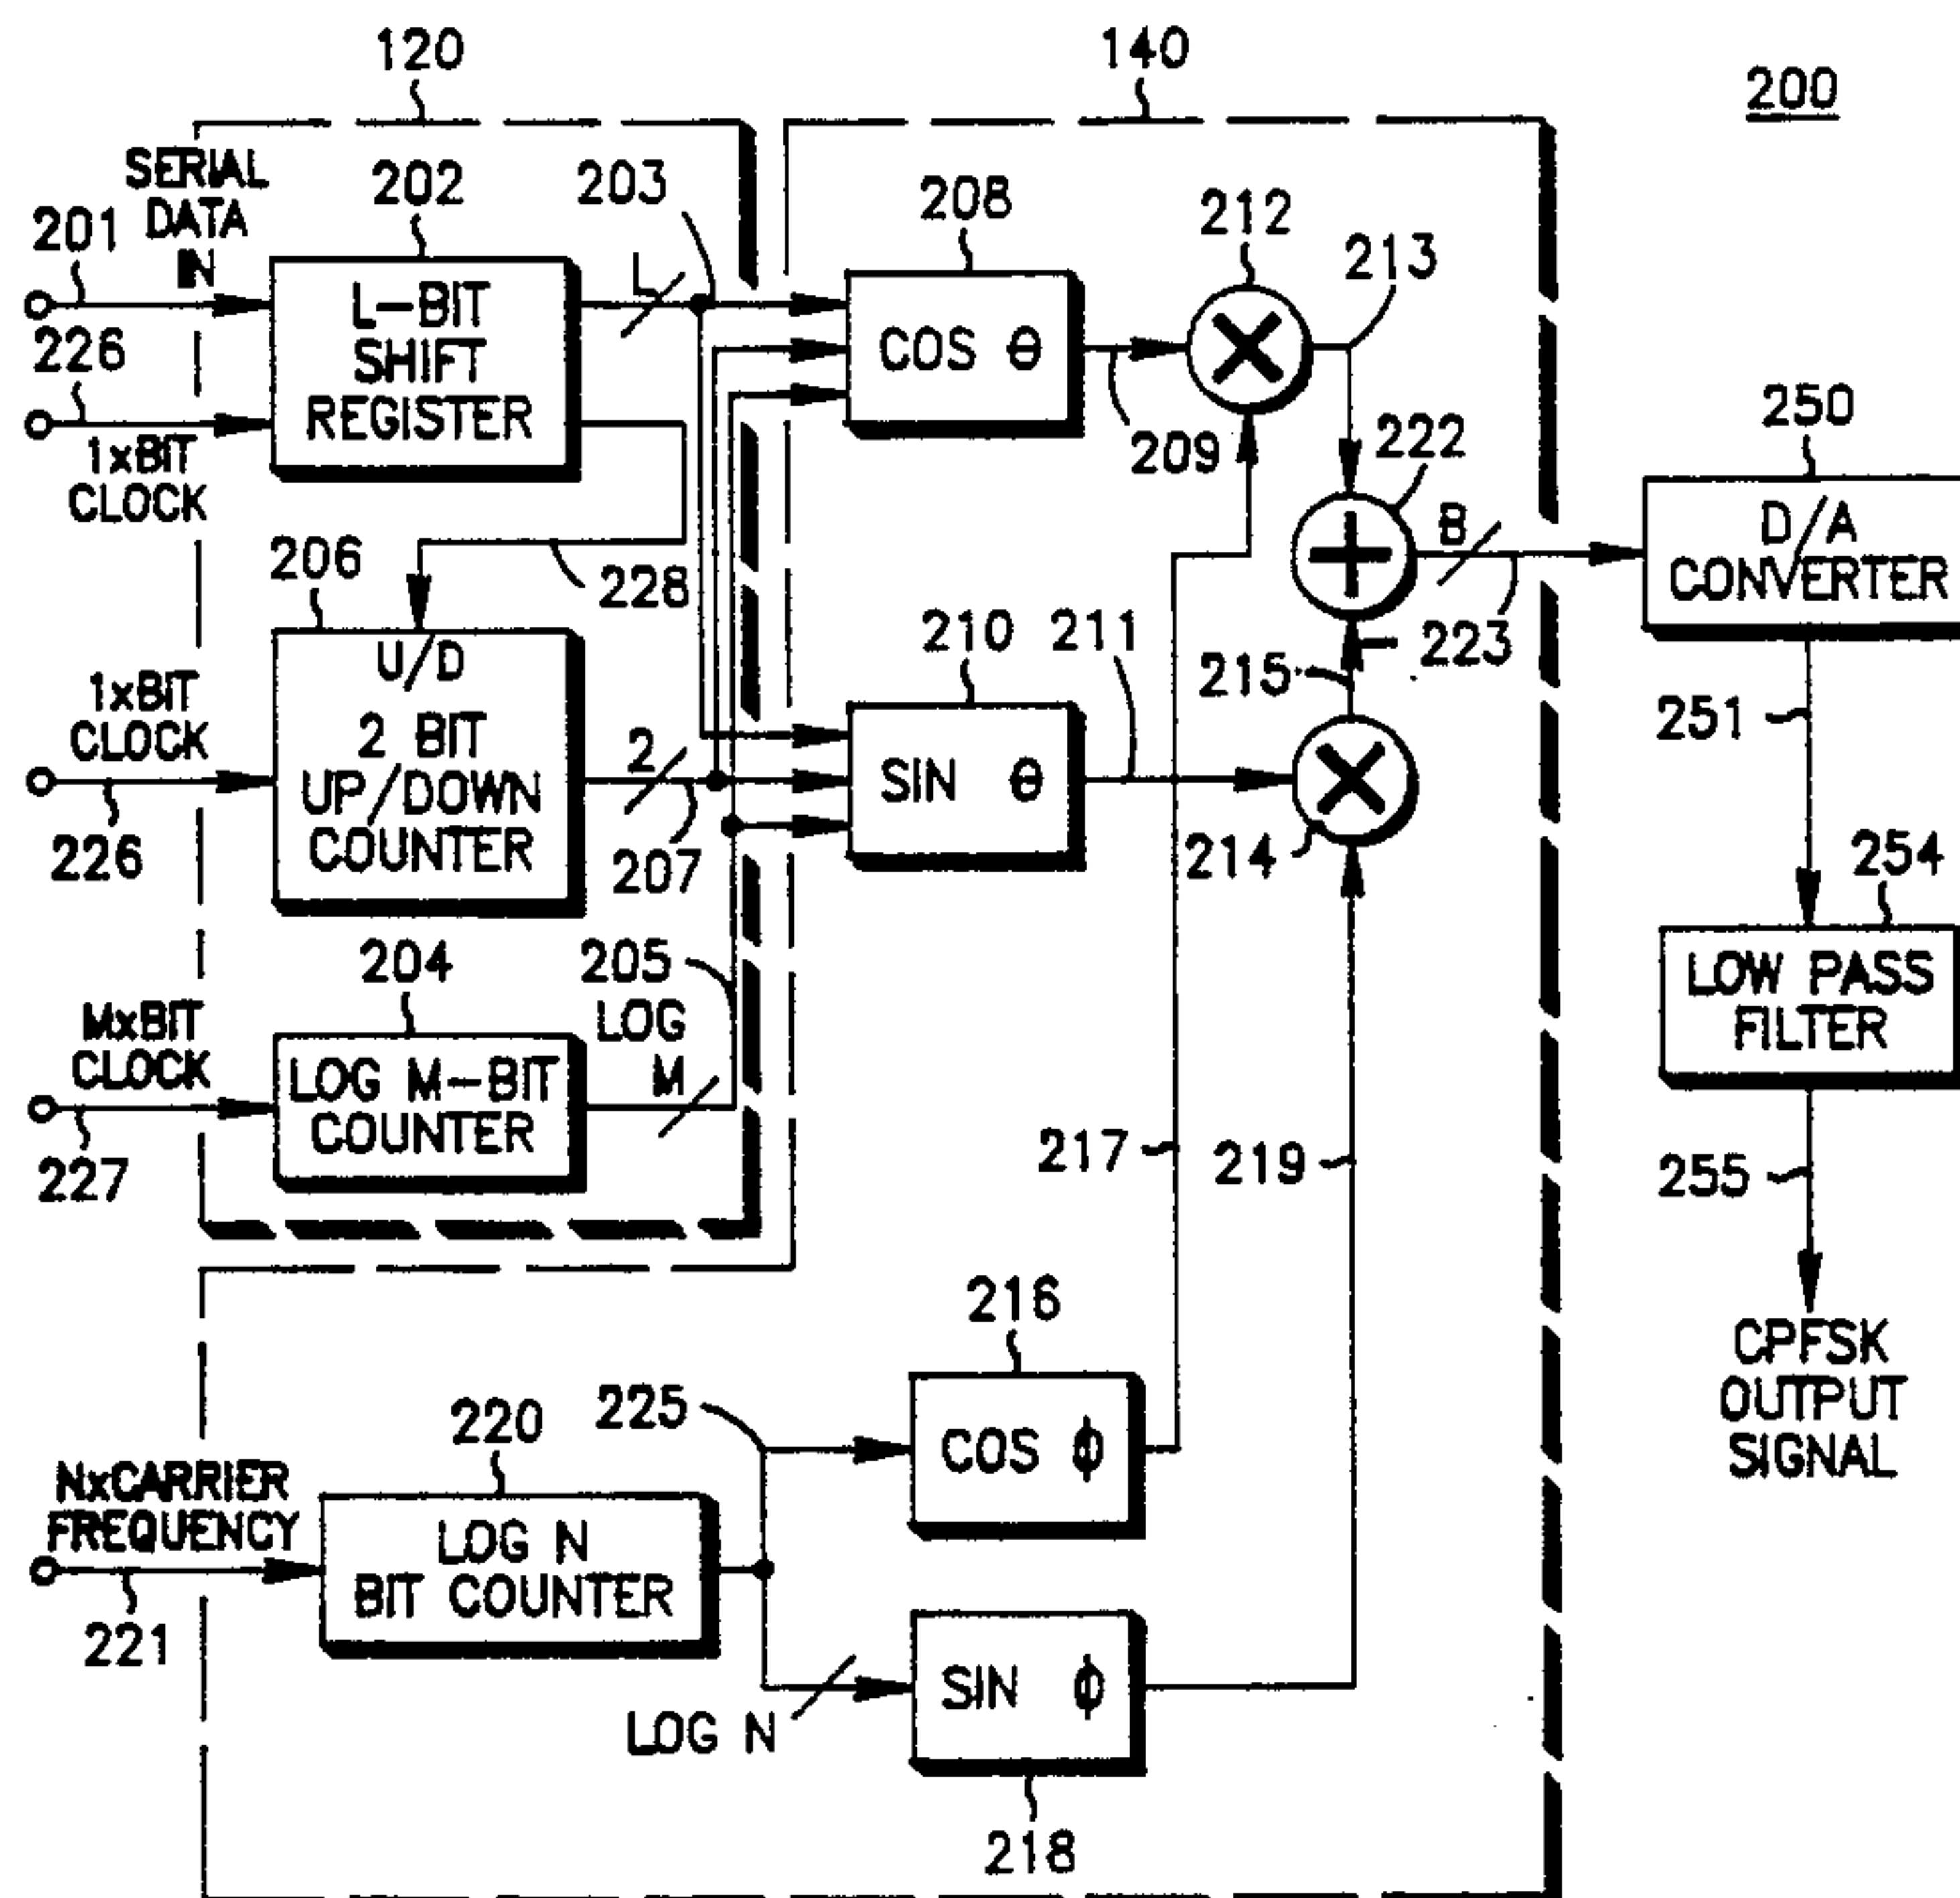 120
140
200
SERIAL
DATA
IN
201
202
203
208
212
213
226
L-BIT
SHIFT
REGISTER
L
COS θ
209
222
250
1xBIT
CLOCK
8
D/A
CONVERTER
206
228
U/D
2 BIT
UP/DOWN
COUNTER
1xBIT
CLOCK
226
2
207
210
211
SIN θ
215
-
223
214
251
254
LOW PASS
FILTER
204
205
LOG
M
MxBIT
CLOCK
227
LOG M-BIT
COUNTER
217
219
255
216
CPFSK
OUTPUT
SIGNAL
220
225
COS ϕ
NxCARRIER
FREQUENCY
221
LOG N
BIT COUNTER
LOG N
SIN ϕ
218